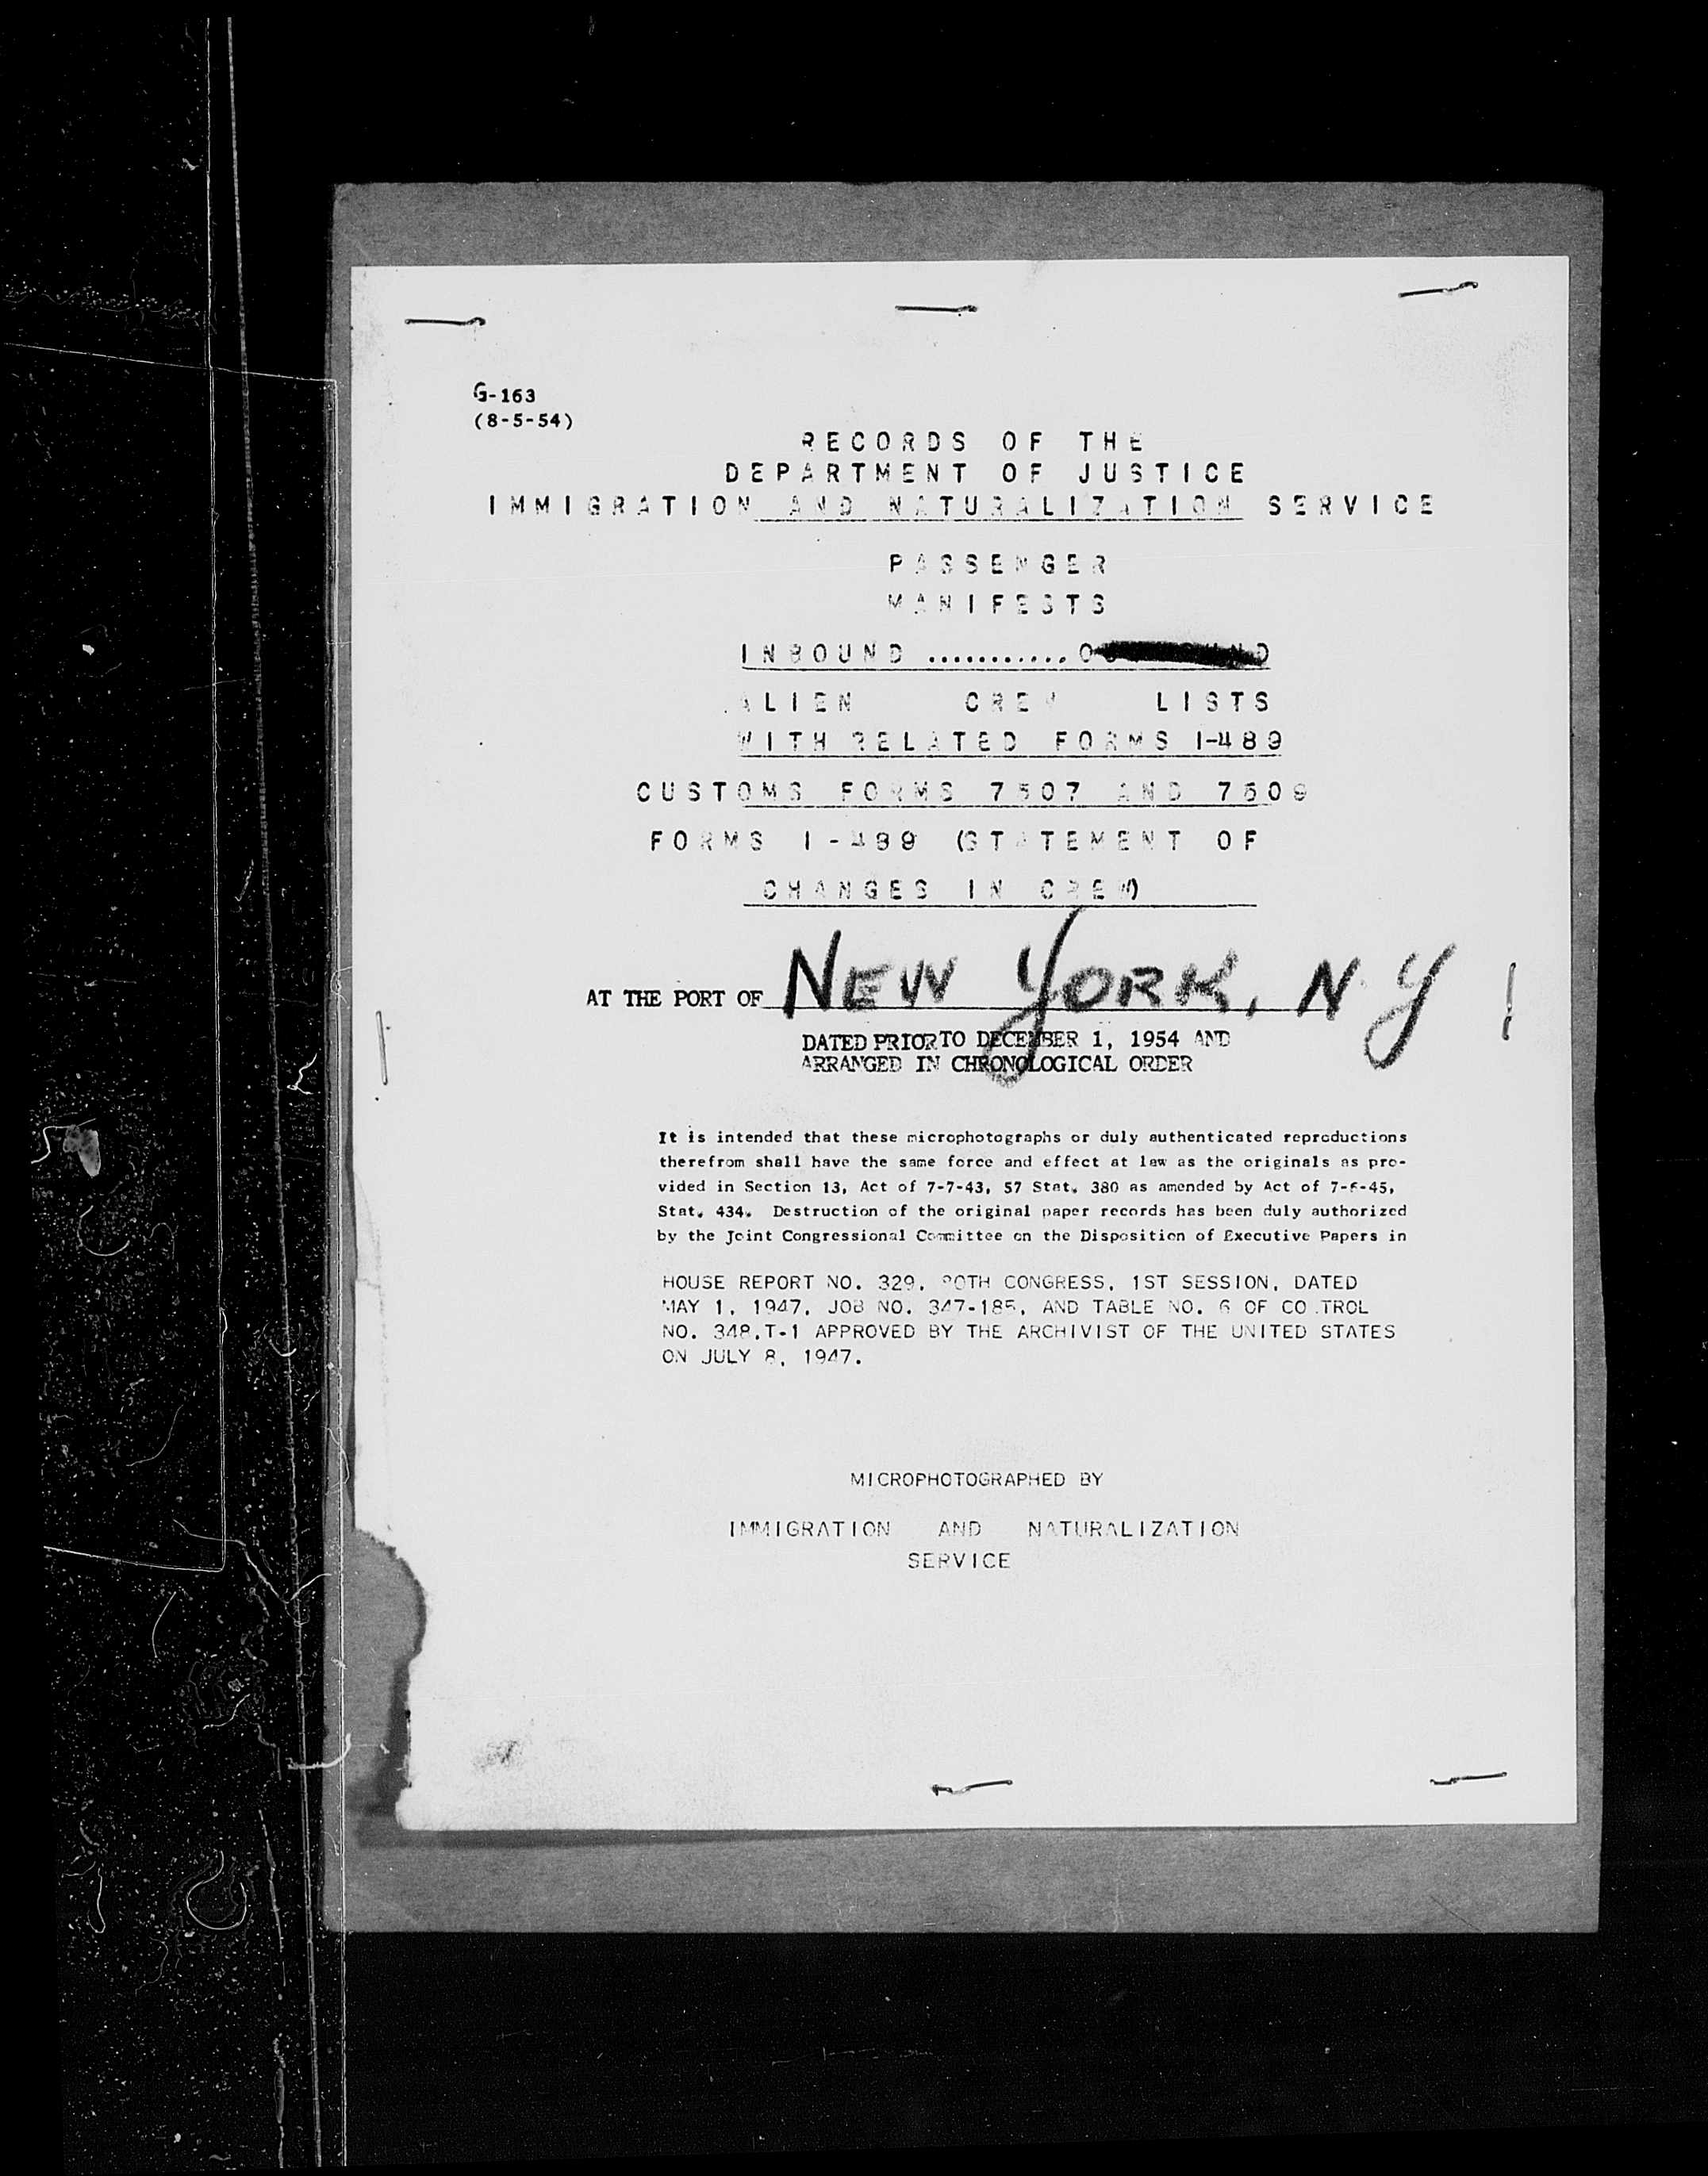 G-163
(8-5-54)
RECORDS OF THE
DEPARTMENT OF JUSTICE
IMMIGRATION AND NATURALIZATION SERVICE
PASSENGER
MANIFESTS
INBOUND ...........
ALIEN CREW LISTS
WITH RELATED FORMS I-489
CUSTOMS FORMS 7507 AND 7509
FORMS I-489 (STATEMENT OF
CHANGES IN CREW)
AT THE PORT OF NEW YORK, N.Y
DATED PRIOR TO DECEMBER 1, 1954 AND
ARRANGED IN CHRONOLOGICAL ORDER
It is intended that these microphotographs or duly authenticated reproductions
therefrom shall have the same force and effect at law as the originals as pro-
vided in Section 13, Act of 7-7-43, 57 Stat. 380 as amended by Act of 7-6-45,
Stat. 434. Destruction of the original paper records has been duly authorized
by the Joint Congressional Committee on the Disposition of Executive Papers in
HOUSE REPORT NO. 329, 80TH CONGRESS, 1ST SESSION, DATED
MAY 1, 1947, JOB NO. 347-185, AND TABLE NO. 6 OF CO TROL
NO. 348.T-1 APPROVED BY THE ARCHIVIST OF THE UNITED STATES
ON JULY 8, 1947.
MICROPHOTOGRAPHED BY
IMMIGRATION AND NATURALIZATION
SERVICE